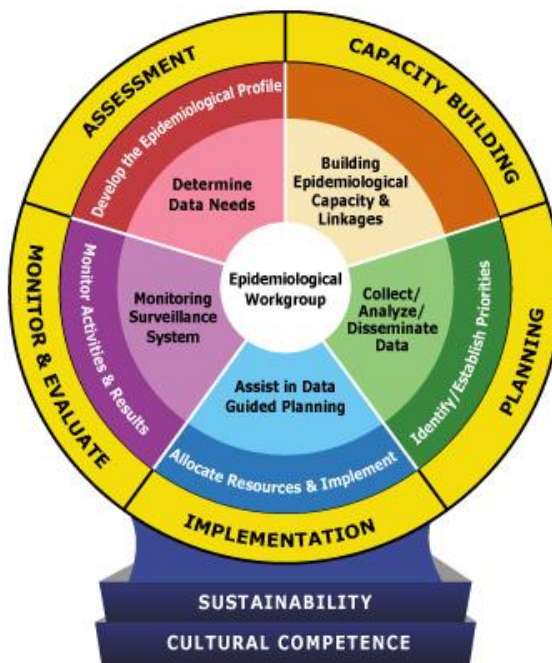 ASSESSMENT
CAPACITY BUILDING
Develop the Epidemiological Profile
Determine
Data Needs
Building
Epidemiological
Capacity &
Linkages
MONITOR & EVALUATE
Monitor Activities & Results
Monitoring
Surveillance
System
Epidemiological
Workgroup
Collect/
Analyze/
Disseminate
Data
Identify/Establish Priorities
PLANNING
Assist in Data
Guided Planning
Allocate Resources & Implement
IMPLEMENTATION
SUSTAINABILITY
CULTURAL COMPETENCE